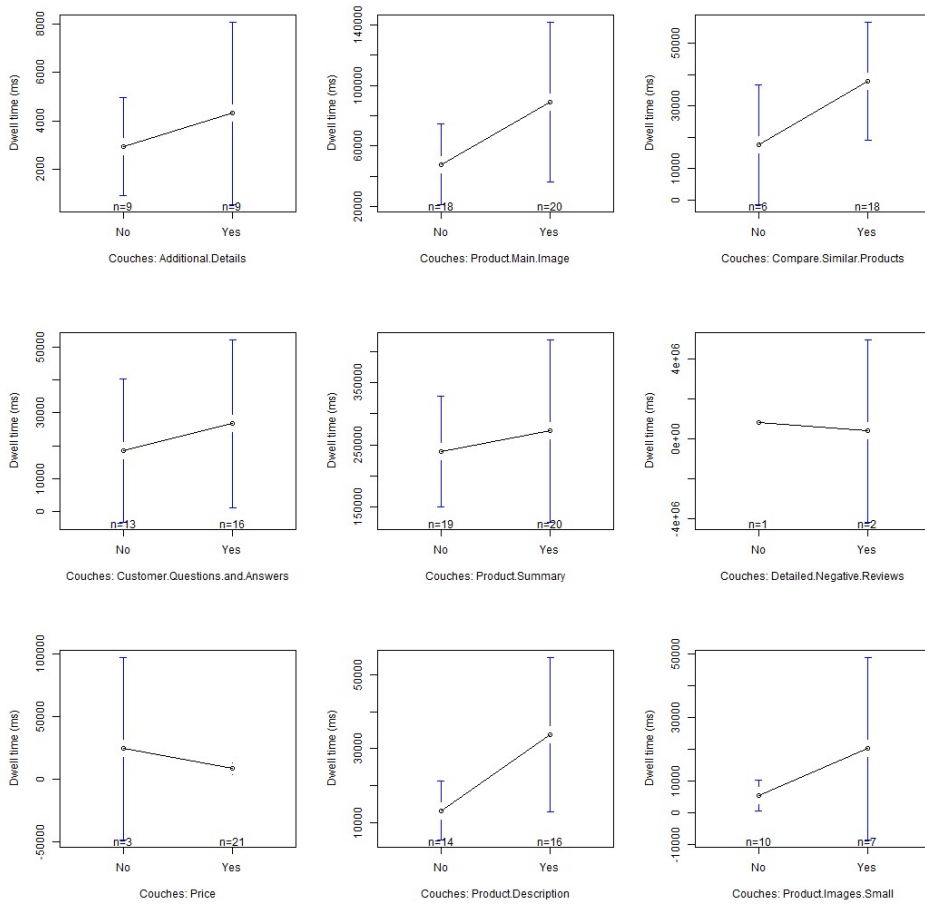 Dwell time (ms)
2000 4000 6000 8000
n=9 n=9
No Yes
Couches: Additional.Details
Dwell time (ms)
20000 60000 100000 140000
n=18 n=20
No Yes
Couches: Product.Main.Image
Dwell time (ms)
0 10000 30000 50000
n=6 n=18
No Yes
Couches: Compare.Similar.Products
Dwell time (ms)
0 10000 30000 50000
n=13 n=16
No Yes
Couches: Customer.Questions.and.Answers
Dwell time (ms)
150000 250000 350000
n=19 n=20
No Yes
Couches: Product.Summary
Dwell time (ms)
-4e+06 0e+00 4e+06
n=1 n=2
No Yes
Couches: Detailed.Negative.Reviews
Dwell time (ms)
-50000 0 50000 100000
n=3 n=21
No Yes
Couches: Price
Dwell time (ms)
10000 30000 50000
n=14 n=16
No Yes
Couches: Product.Description
Dwell time (ms)
-10000 0 10000 20000 30000 40000 50000
n=10 n=7
No Yes
Couches: Product.Images.Small